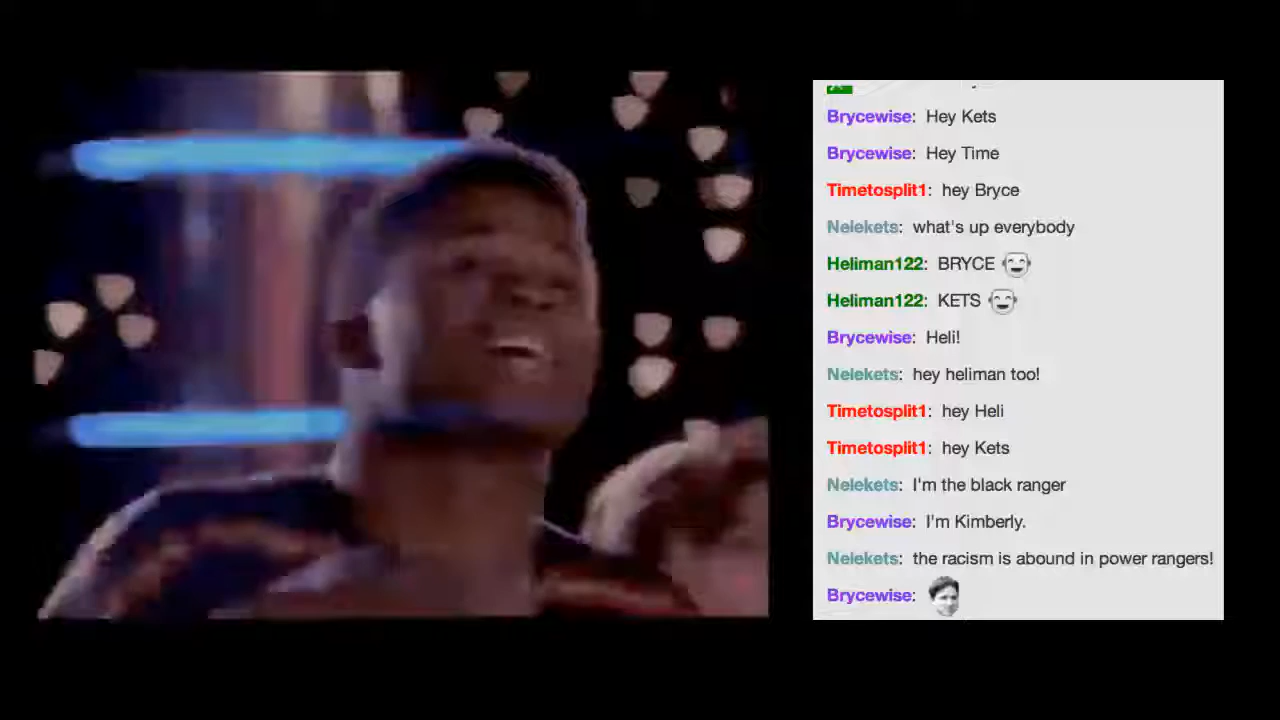 Brycewise: Hey Kets
Brycewise: Hey Time
Timetosplit1: hey Bryce
Nelekets: what's up everybody
Heliman122: BRYCE
Heliman122: KETS
Brycewise: Heli!
Nelekets: hey heliman too!
Timetosplit1: hey Heli
Timetosplit1: hey Kets
Nelekets: I'm the black ranger
Brycewise: I'm Kimberly.
Nelekets: the racism is abound in power rangers!
Brycewise: